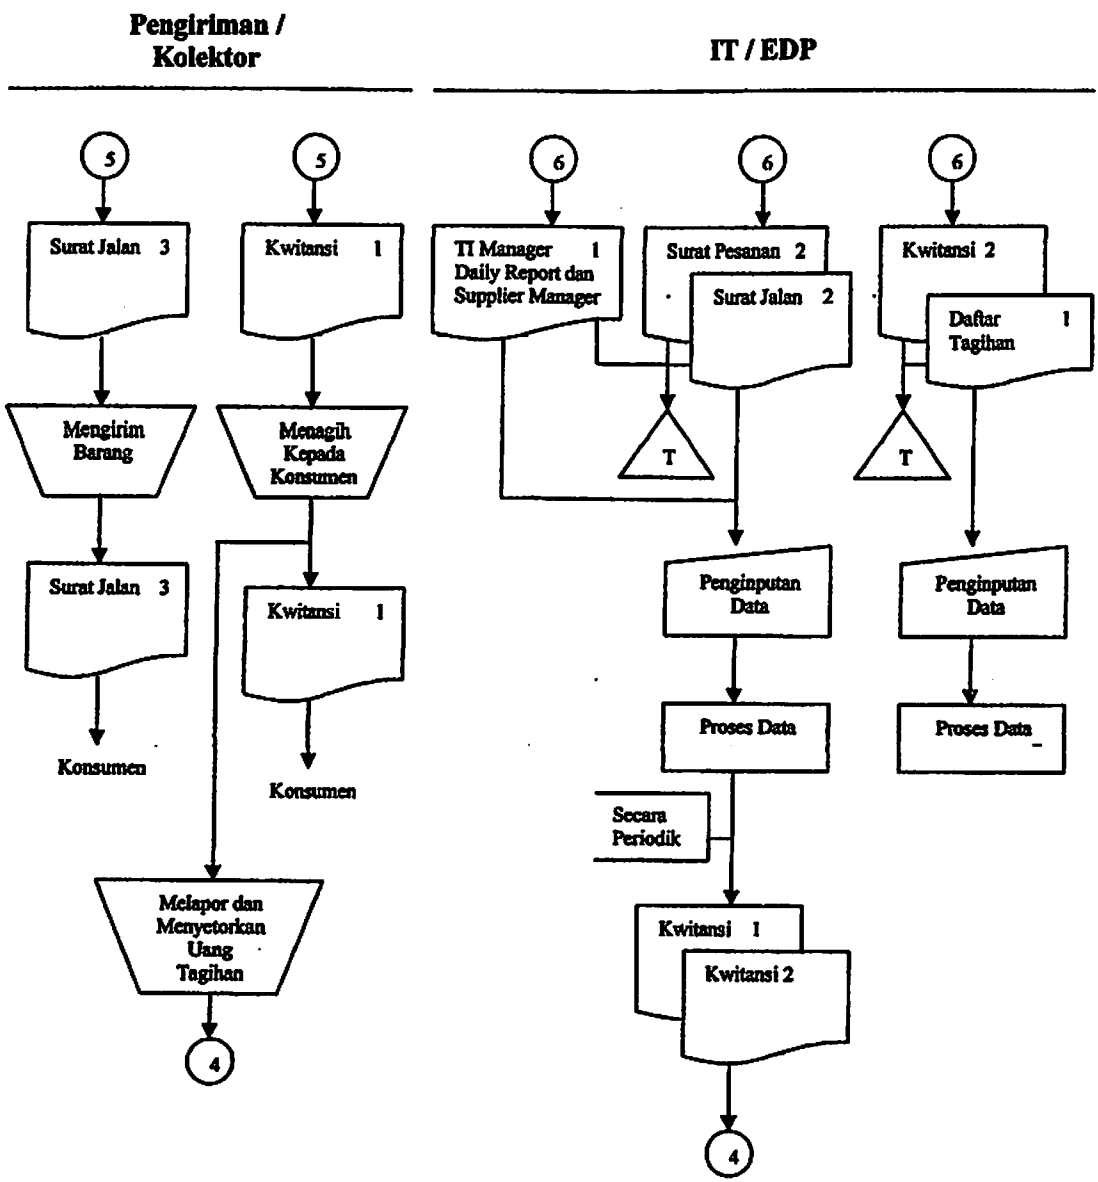 Pengiriman /
Kolektor
5
5
Surat Jalan 3
Kwitansi 1
Mengirim
Barang
Menagih
Kepada
Konsumen
Surat Jalan 3
Kwitansi 1
Konsumen
Konsumen
Melapor dan
Menyetorkan
Uang
Tagihan
4
IT / EDP
6
6
6
TI Manager 1
Daily Report dan
Supplier Manager
Surat Pesanan 2
Surat Jalan 2
Kwitansi 2
Daftar 1
Tagihan
T
T
Penginputan
Data
Penginputan
Data
Proses Data
Proses Data
Secara
Periodik
Kwitansi 1
Kwitansi 2
4